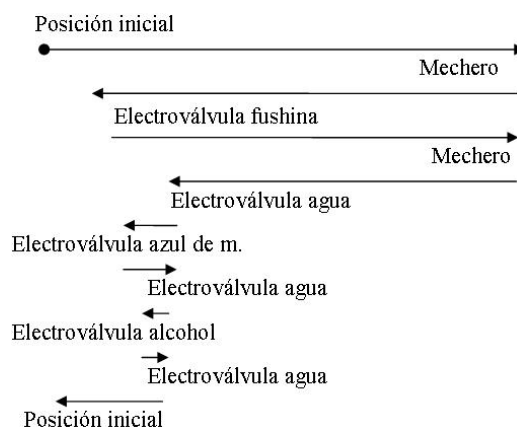 Posición inicial
Mechero
Electroválvula fushina
Mechero
Electroválvula agua
Electroválvula azul de m.
Electroválvula agua
Electroválvula alcohol
Electroválvula agua
Posición inicial